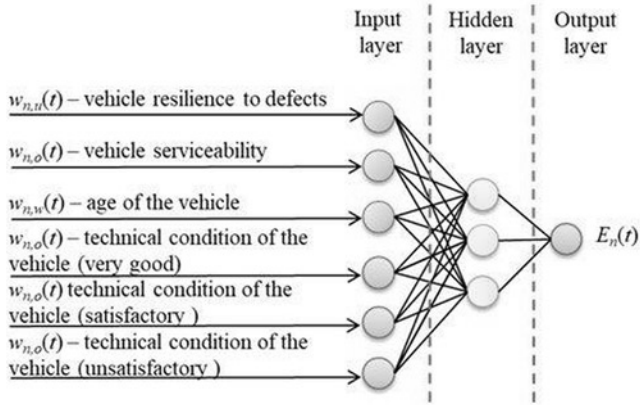 Input layer
Hidden layer
Output layer
w_{n,u}(t) – vehicle resilience to defects
w_{n,o}(t) – vehicle serviceability
w_{n,w}(t) – age of the vehicle
w_{n,o}(t) – technical condition of the
vehicle (very good)
w_{n,o}(t) technical condition of the
vehicle (satisfactory )
w_{n,o}(t) – technical condition of the
vehicle (unsatisfactory )
E_n(t)